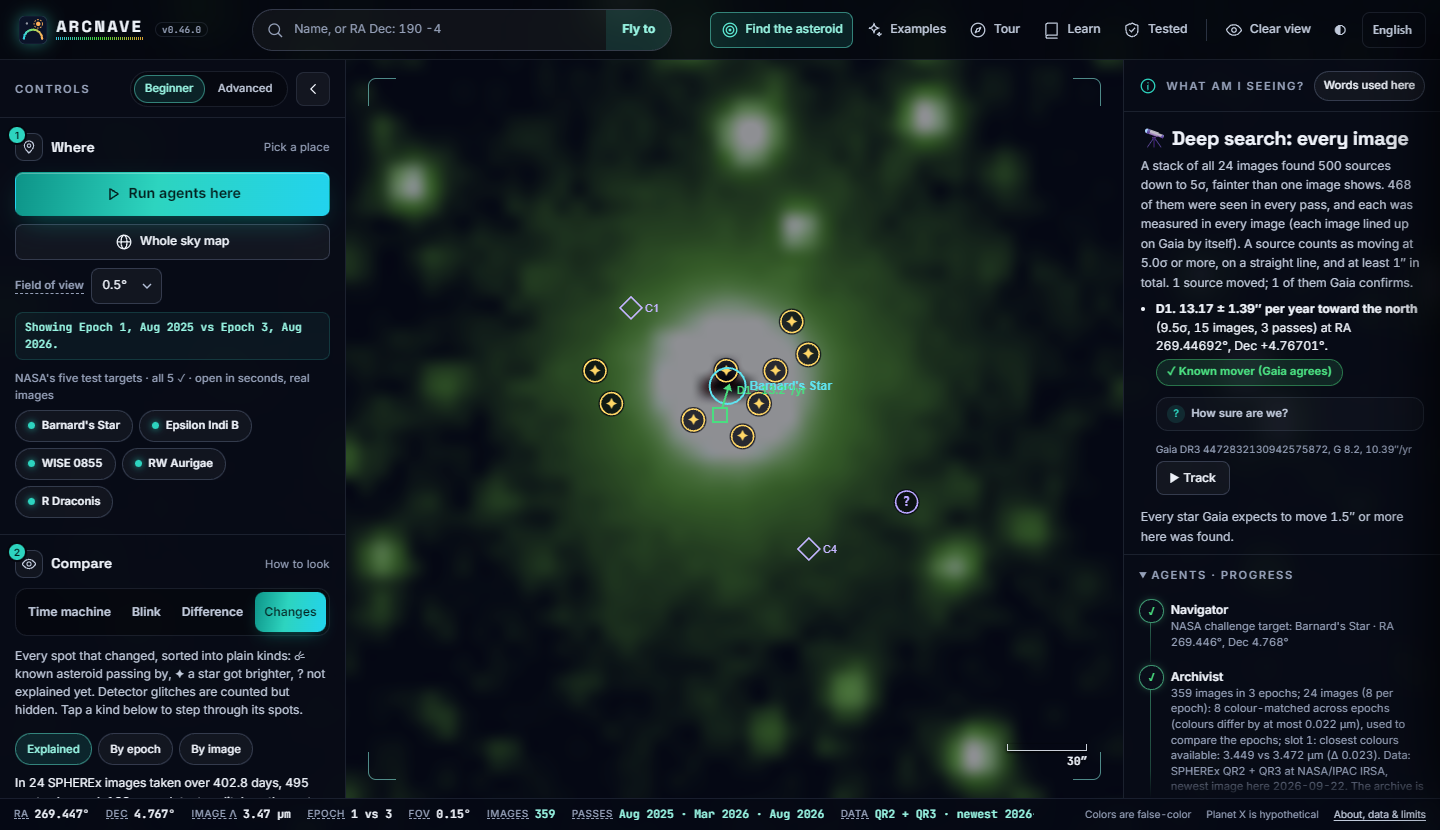 ARCNAVE
v0.46.0
Name, or RA Dec: 190 -4
Fly to
Find the asteroid
Examples
Tour
Learn
Tested
Clear view
English
CONTROLS
Beginner
Advanced
1
Where
Pick a place
Run agents here
Whole sky map
Field of view
0.5°
Showing Epoch 1, Aug 2025 vs Epoch 3, Aug
2026.
NASA's five test targets · all 5 ✓ · open in seconds, real
images
Barnard's Star
Epsilon Indi B
WISE 0855
RW Aurigae
R Draconis
2
Compare
How to look
Time machine
Blink
Difference
Changes
Every spot that changed, sorted into plain kinds: ☄
known asteroid passing by, ✦ a star got brighter, ? not
explained yet. Detector glitches are counted but
hidden. Tap a kind below to step through its spots.
Explained
By epoch
By image
In 24 SPHEREx images taken over 402.8 days, 495
C1
Barnard's Star
?
C4
30″
WHAT AM I SEEING?
Words used here
🔭 Deep search: every image
A stack of all 24 images found 500 sources
down to 5σ, fainter than one image shows. 468
of them were seen in every pass, and each was
measured in every image (each image lined up
on Gaia by itself). A source counts as moving at
5.0σ or more, on a straight line, and at least 1″ in
total. 1 source moved; 1 of them Gaia confirms.
• D1. 13.17 ± 1.39″ per year toward the north
(9.5σ, 15 images, 3 passes) at RA
269.44692°, Dec +4.76701°.
✓ Known mover (Gaia agrees)
? How sure are we?
Gaia DR3 4472832130942575872, G 8.2, 10.39″/yr
▶ Track
Every star Gaia expects to move 1.5″ or more
here was found.
▼ AGENTS · PROGRESS
✓ Navigator
NASA challenge target: Barnard's Star · RA
269.446°, Dec 4.768°
✓ Archivist
359 images in 3 epochs; 24 images (8 per
epoch): 8 colour-matched across epochs
(colours differ by at most 0.022 µm), used to
compare the epochs; slot 1: closest colours
available: 3.449 vs 3.472 µm (Δ 0.023). Data:
SPHEREx QR2 + QR3 at NASA/IPAC IRSA,
newest image here 2026-09-22. The archive is
RA 269.447° DEC 4.767° IMAGE Λ 3.47 µm EPOCH 1 vs 3 FOV 0.15° IMAGES 359 PASSES Aug 2025 · Mar 2026 · Aug 2026 DATA QR2 + QR3 · newest 2026
Colors are false-color
Planet X is hypothetical
About, data & limits